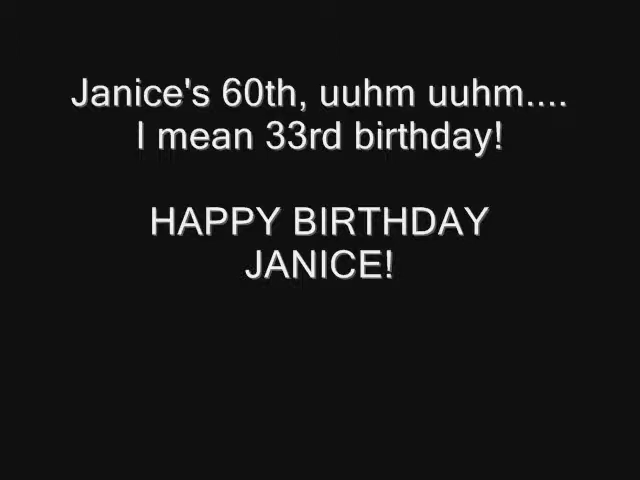 Janice's 60th, uuhm uuhm....
I mean 33rd birthday!
HAPPY BIRTHDAY
JANICE!